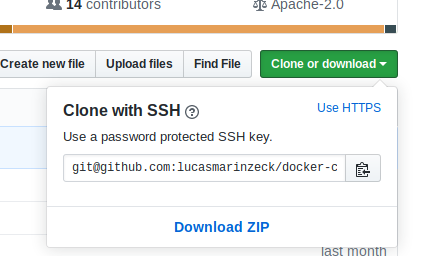 14 contributors
Apache-2.0
Create new file
Upload files
Find File
Clone or download
Clone with SSH
Use HTTPS
Use a password protected SSH key.
git@github.com:lucasmarinzeck/docker-c
Download ZIP
last month